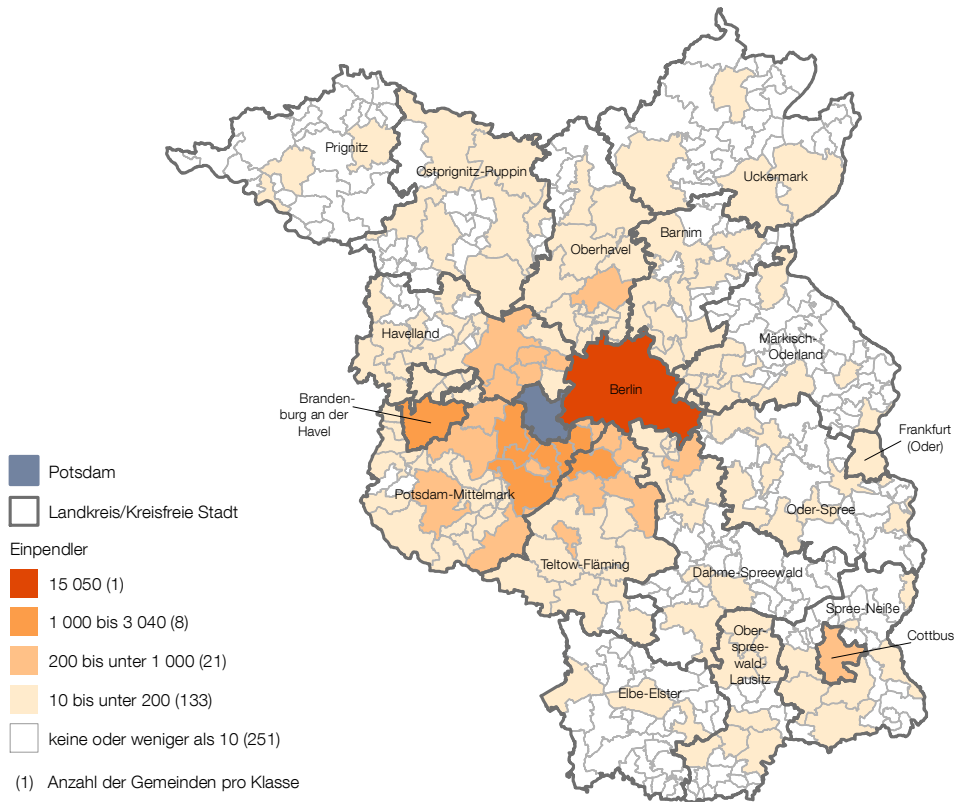 Prignitz
Ostprignitz-Ruppin
Uckermark
Barnim
Oberhavel
Havelland
Märkisch-
Oderland
Berlin
Branden-
burg an der
Havel
Frankfurt
(Oder)
Potsdam
Potsdam-Mittelmark
Landkreis/Kreisfreie Stadt
Oder-Spree
Einpendler
Teltow-Fläming
Dahme-Spreewald
15 050 (1)
Spree-Neiße
1 000 bis 3 040 (8)
Ober-
spree-
wald-
Lausitz
Cottbus
200 bis unter 1 000 (21)
Elbe-Elster
10 bis unter 200 (133)
keine oder weniger als 10 (251)
(1) Anzahl der Gemeinden pro Klasse